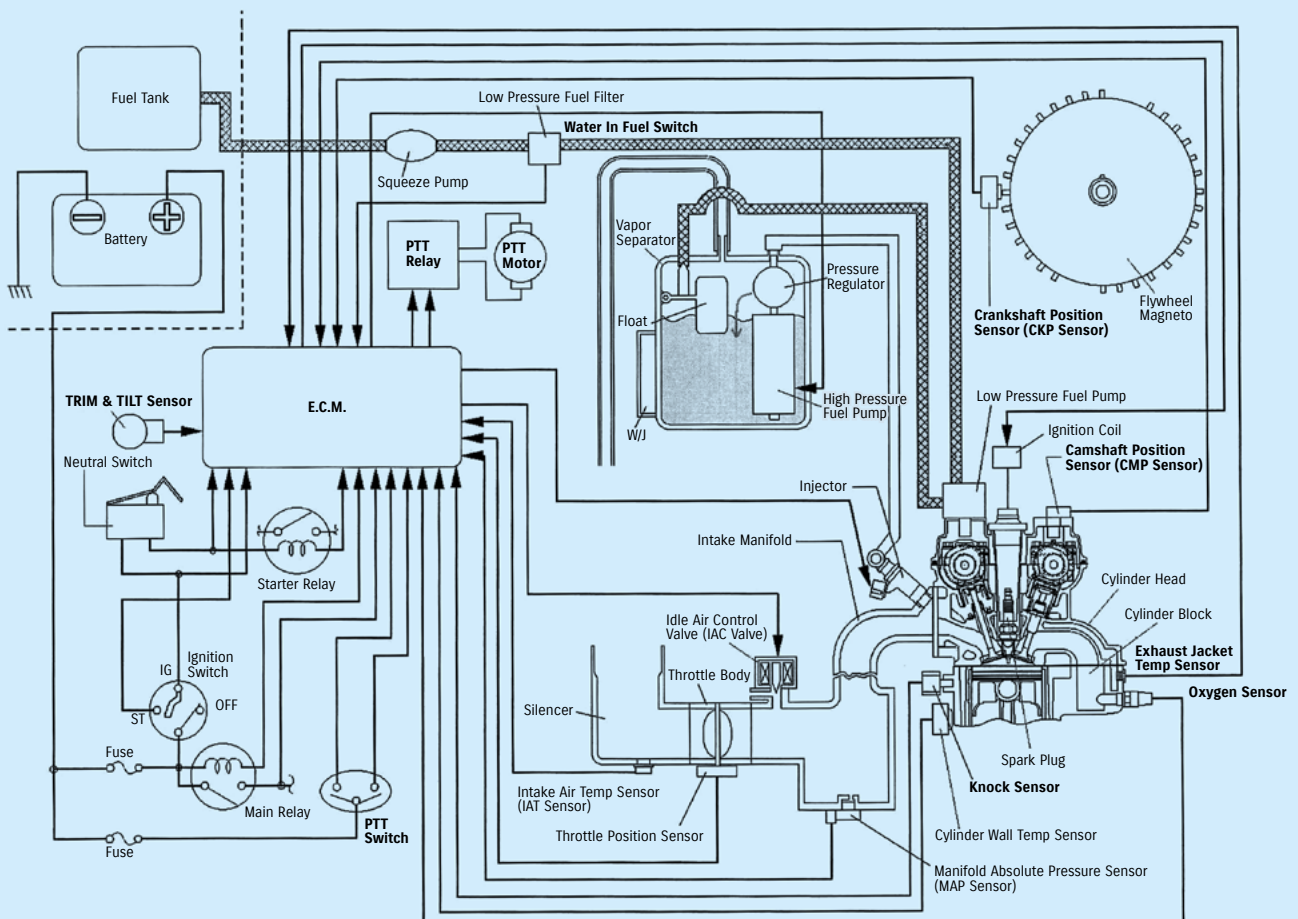 Fuel Tank
Low Pressure Fuel Filter
Water In Fuel Switch
Squeeze Pump
Battery
PTT
Relay
PTT
Motor
Vapor
Separator
Float
Pressure
Regulator
High Pressure
Fuel Pump
W/J
Crankshaft Position
Sensor (CKP Sensor)
Flywheel
Magneto
Low Pressure Fuel Pump
Ignition Coil
Camshaft Position
Sensor (CMP Sensor)
TRIM & TILT Sensor
E.C.M.
Neutral Switch
Starter Relay
Injector
Intake Manifold
Cylinder Head
Cylinder Block
Idle Air Control
Valve (IAC Valve)
Exhaust Jacket
Temp Sensor
Oxygen Sensor
IG
Ignition
Switch
OFF
ST
Throttle Body
Silencer
Fuse
Main Relay
Fuse
PTT
Switch
Intake Air Temp Sensor
(IAT Sensor)
Throttle Position Sensor
Spark Plug
Knock Sensor
Cylinder Wall Temp Sensor
Manifold Absolute Pressure Sensor
(MAP Sensor)